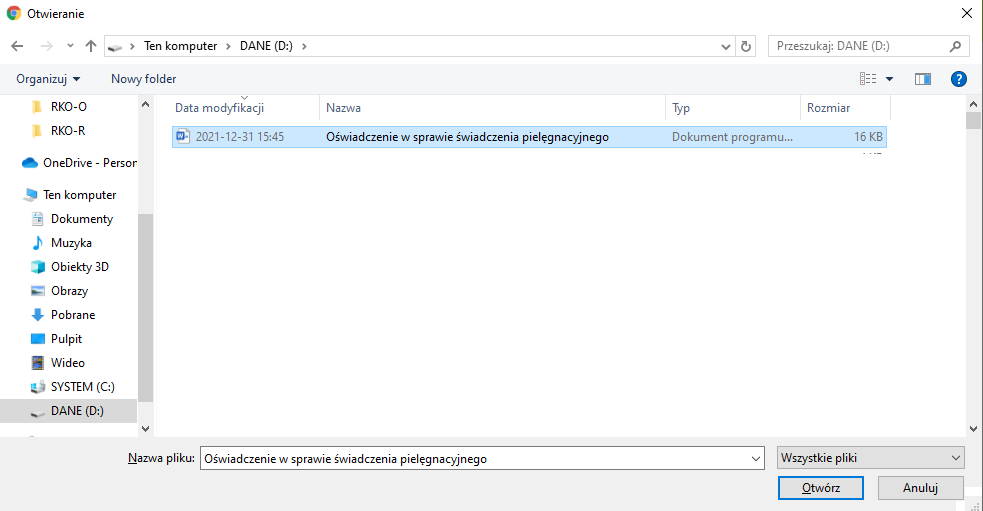 Otwieranie
Ten komputer
DANE (D:)
Przeszukaj: DANE (D:)
Organizuj
Nowy folder
?
RKO-O
RKO-R
OneDrive - Person
Ten komputer
Dokumenty
Muzyka
Obiekty 3D
Obrazy
Pobrane
Pulpit
Wideo
SYSTEM (C:)
DANE (D:)
Data modyfikacji Nazwa Typ Rozmiar
2021-12-31 15:45 Oświadczenie w sprawie świadczenia pielęgnacyjnego Dokument programu... 16 KB
Nazwa pliku: Oświadczenie w sprawie świadczenia pielęgnacyjnego Wszystkie pliki
Otwórz Anuluj